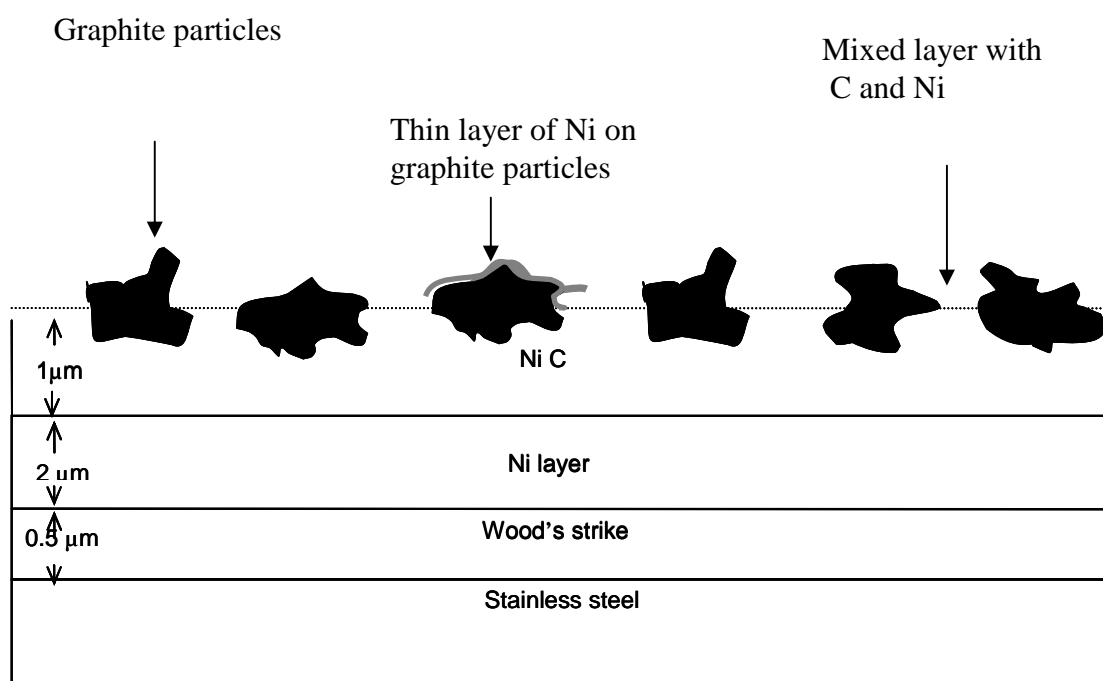 Graphite particles
Mixed layer with
C and Ni
Thin layer of Ni on
graphite particles
Ni C
1μm
Ni layer
2 μm
Wood's strike
0.5 μm
Stainless steel